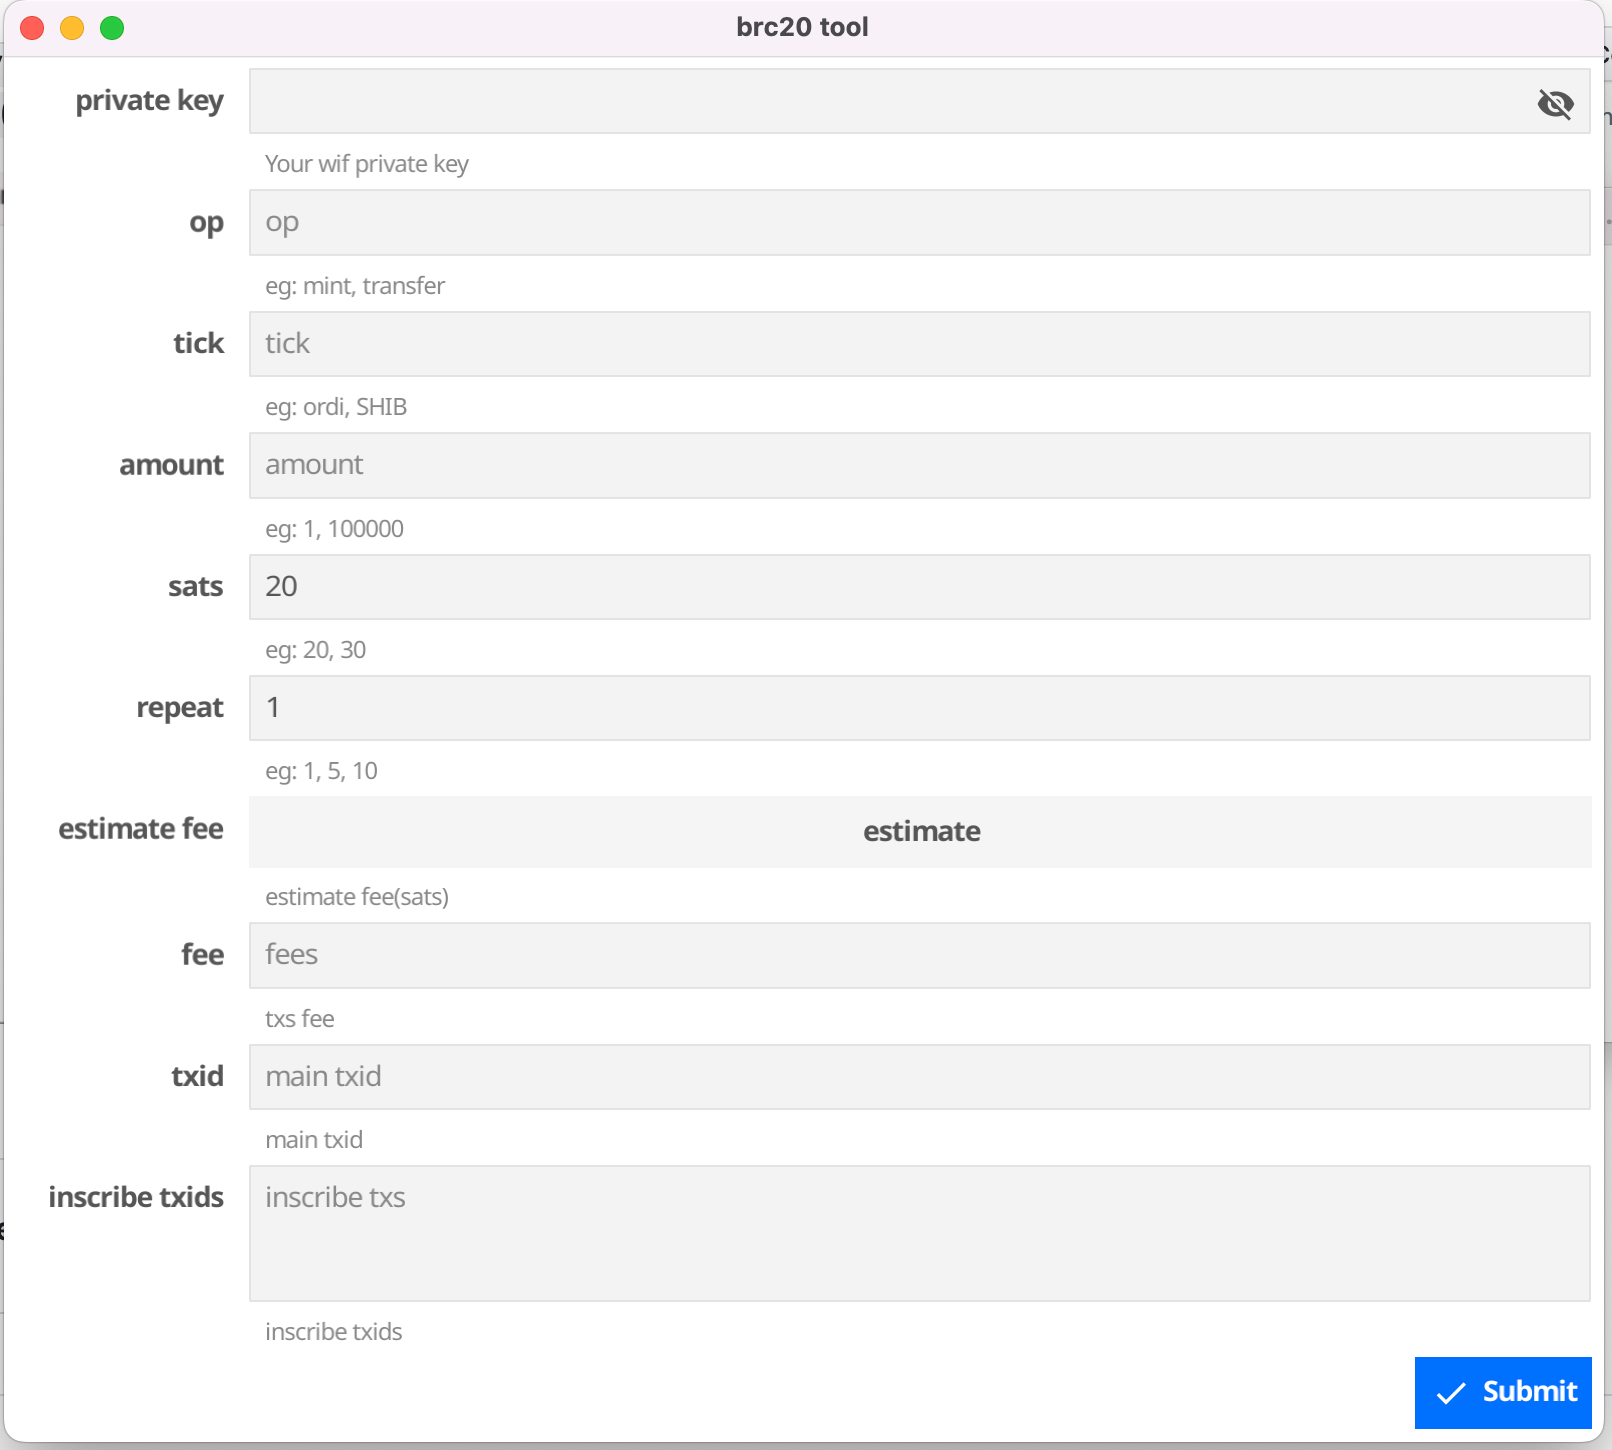 brc20 tool
private key
Your wif private key
op op
eg: mint, transfer
tick tick
eg: ordi, SHIB
amount amount
eg: 1, 100000
sats 20
eg: 20, 30
repeat 1
eg: 1, 5, 10
estimate fee estimate
estimate fee(sats)
fee fees
txs fee
txid main txid
main txid
inscribe txids inscribe txs
inscribe txids
Submit